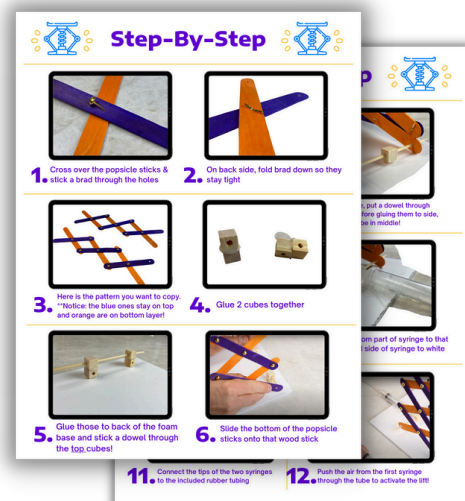 Step-By-Step
1. Cross over the popsicle sticks &
stick a brad through the holes
2. On back side, fold brad down so they
stay tight
3. Here is the pattern you want to copy.
**Notice: the blue ones stay on top
and orange are on bottom layer!
4. Glue 2 cubes together
5. Glue those to back of the foam
base and stick a dowel through
the top cubes!
6. Slide the bottom of the popsicle
sticks onto that wood stick
p
, put a dowel through
fore gluing them to side,
be in middle!
om part of syringe to that
side of syringe to white
11. Connect the tips of the two syringes
to the included rubber tubing
12. Push the air from the first syringe
through the tube to activate the lift!